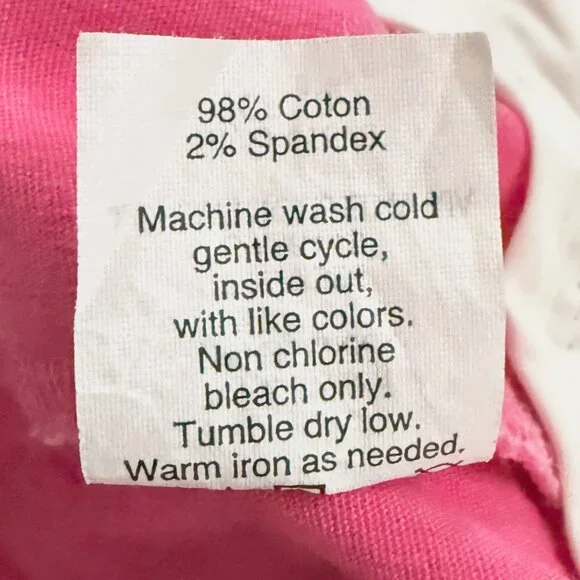 98% Coton
2% Spandex
Machine wash cold
gentle cycle,
inside out,
with like colors.
Non chlorine
bleach only.
Tumble dry low.
Warm iron as needed.